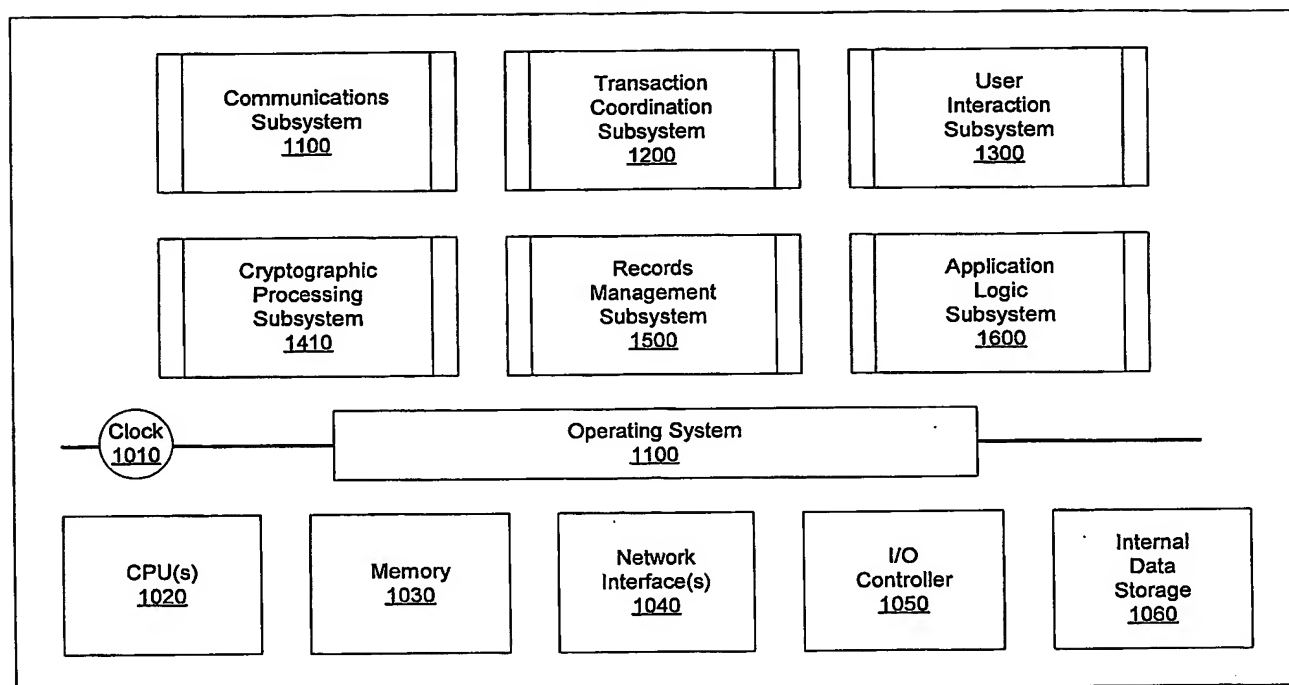 Communications
Subsystem
1100
Transaction
Coordination
Subsystem
1200
User
Interaction
Subsystem
1300
Cryptographic
Processing
Subsystem
1410
Records
Management
Subsystem
1500
Application
Logic
Subsystem
1600
Clock
1010
Operating System
1100
CPU(s)
1020
Memory
1030
Network
Interface(s)
1040
I/O
Controller
1050
Internal
Data
Storage
1060